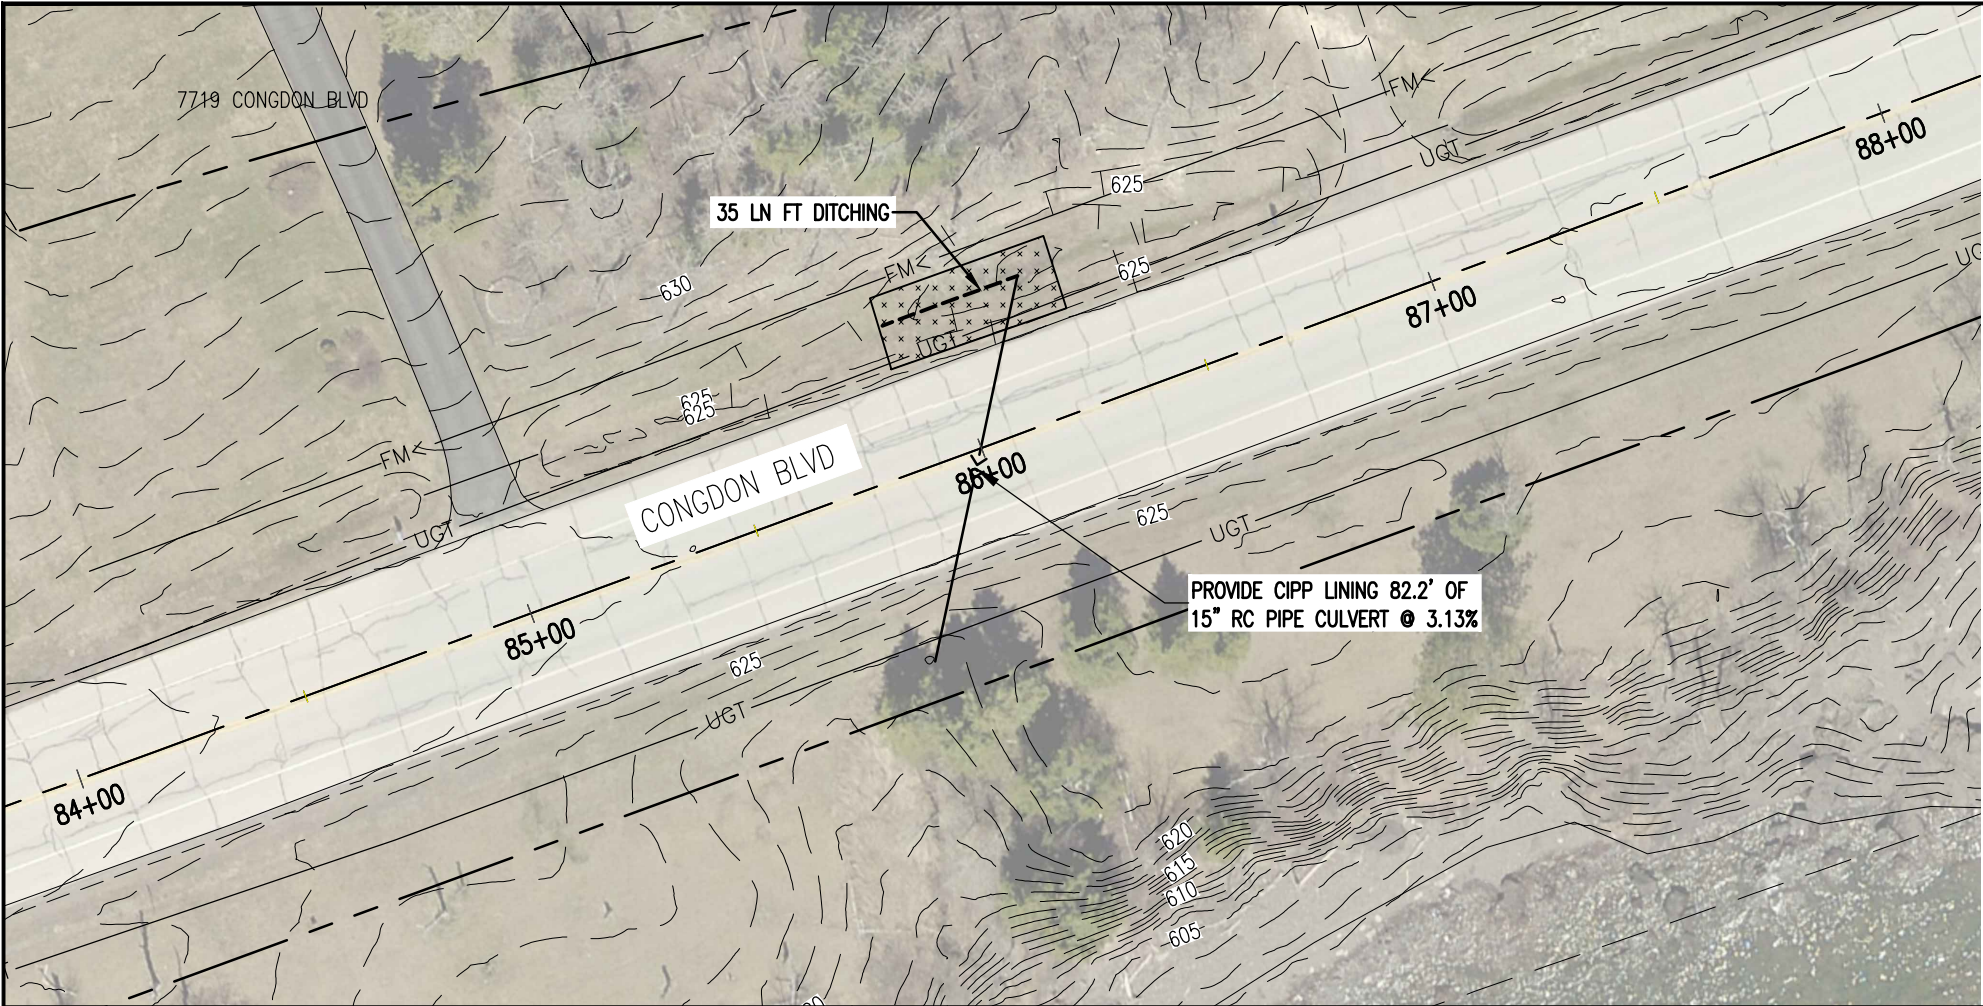 7719 CONGDON BLVD
FM<
UGT
88+00
625
35 LN FT DITCHING
FM<
625
UG
630
87+00
UGT
625
625
CONGDON BLVD
FM<
86+00
625
UGT
UGT
PROVIDE CIPP LINING 82.2' OF
15" RC PIPE CULVERT @ 3.13%
85+00
625
UGT
84+00
620
615
610
605